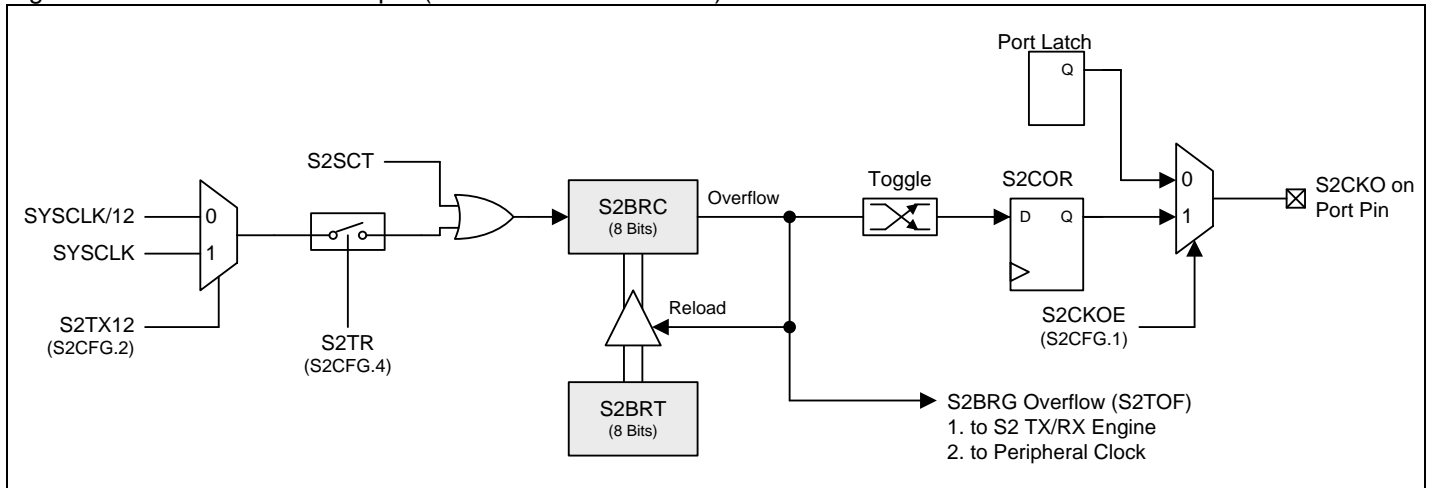 Port Latch
Q
S2SCT
Toggle
S2COR
S2BRC
(8 Bits)
Overflow
SYSCLK/12
0
SYSCLK
1
D
Q
0
1
S2CKO on
Port Pin
Reload
S2TX12
(S2CFG.2)
S2TR
(S2CFG.4)
S2CKOE
(S2CFG.1)
S2BRT
(8 Bits)
S2BRG Overflow (S2TOF)
1. to S2 TX/RX Engine
2. to Peripheral Clock